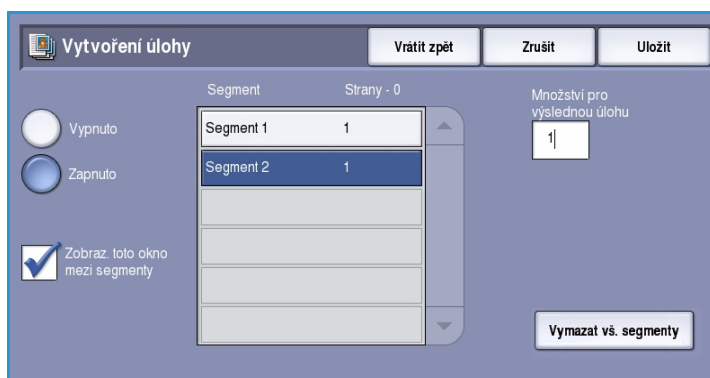 Vytvoření úlohy
Vrátit zpět
Zrušit
Uložit
Segment
Strany - 0
Množství pro
výslednou úlohu
Vypnuto
Segment 1 1
1
Zapnuto
Segment 2 1
Zobraz. toto okno
mezi segmenty
Vymazat vš. segmenty